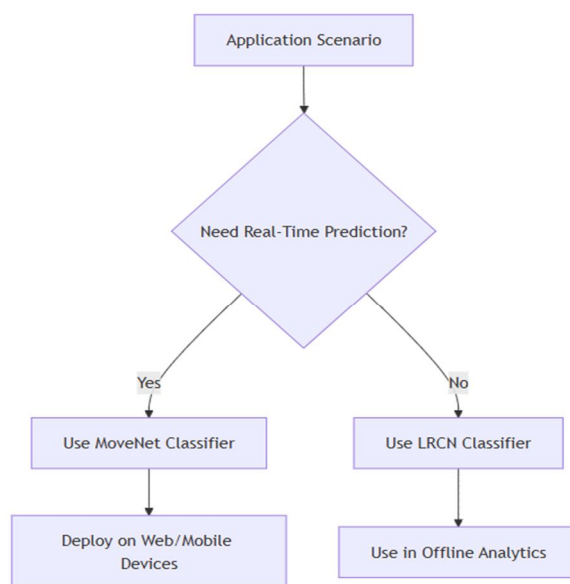 Application Scenario
Need Real-Time Prediction?
Yes
No
Use MoveNet Classifier
Use LRCN Classifier
Deploy on Web/Mobile
Devices
Use in Offline Analytics